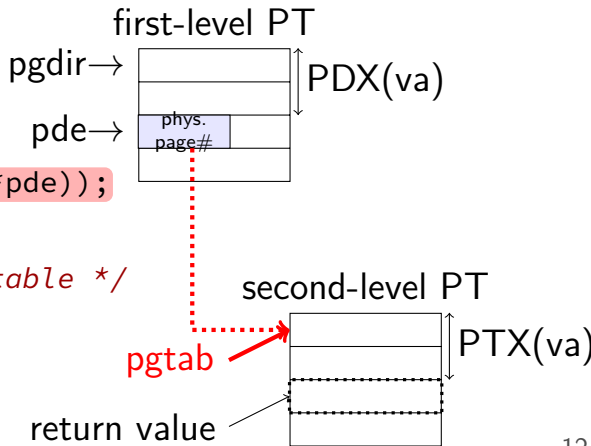 first-level PT
pgdir→
PDX(va)
pde→
phys.
page#
pde));
table */
second-level PT
PTX(va)
pgtab
return value